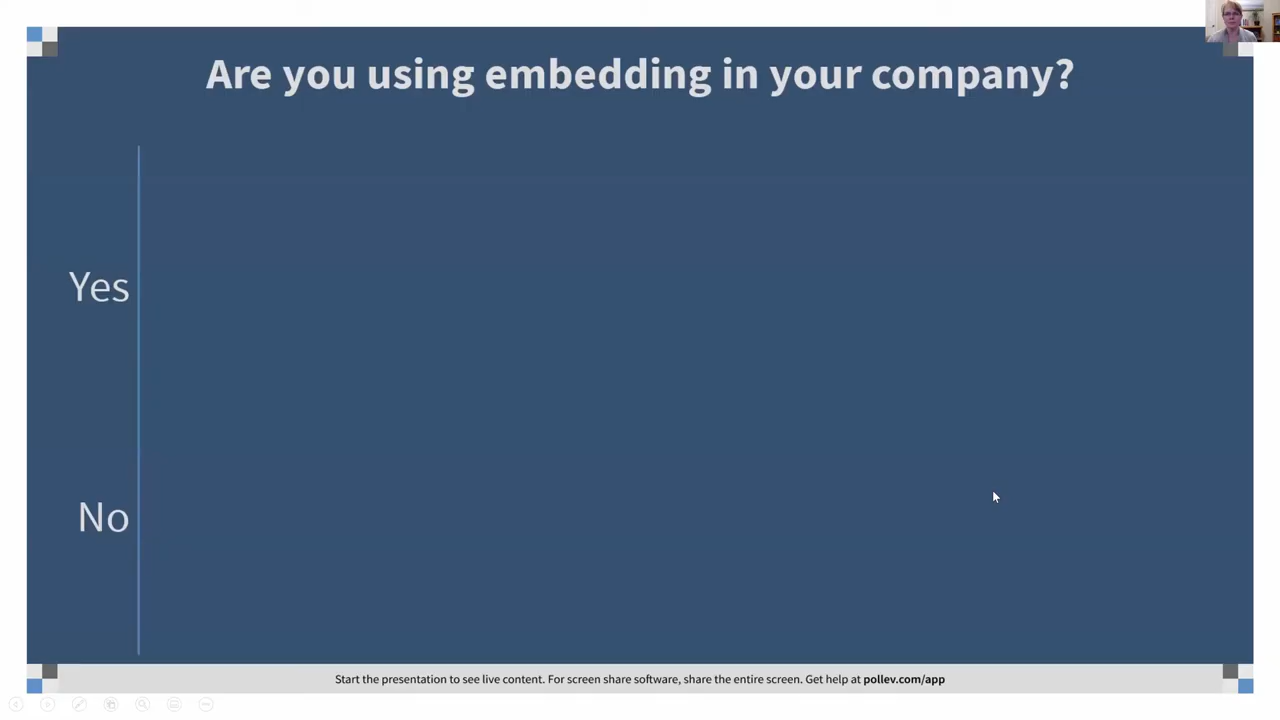 Are you using embedding in your company?
Yes
No
Start the presentation to see live content. For screen share software, share the entire screen. Get help at pollev.com/app